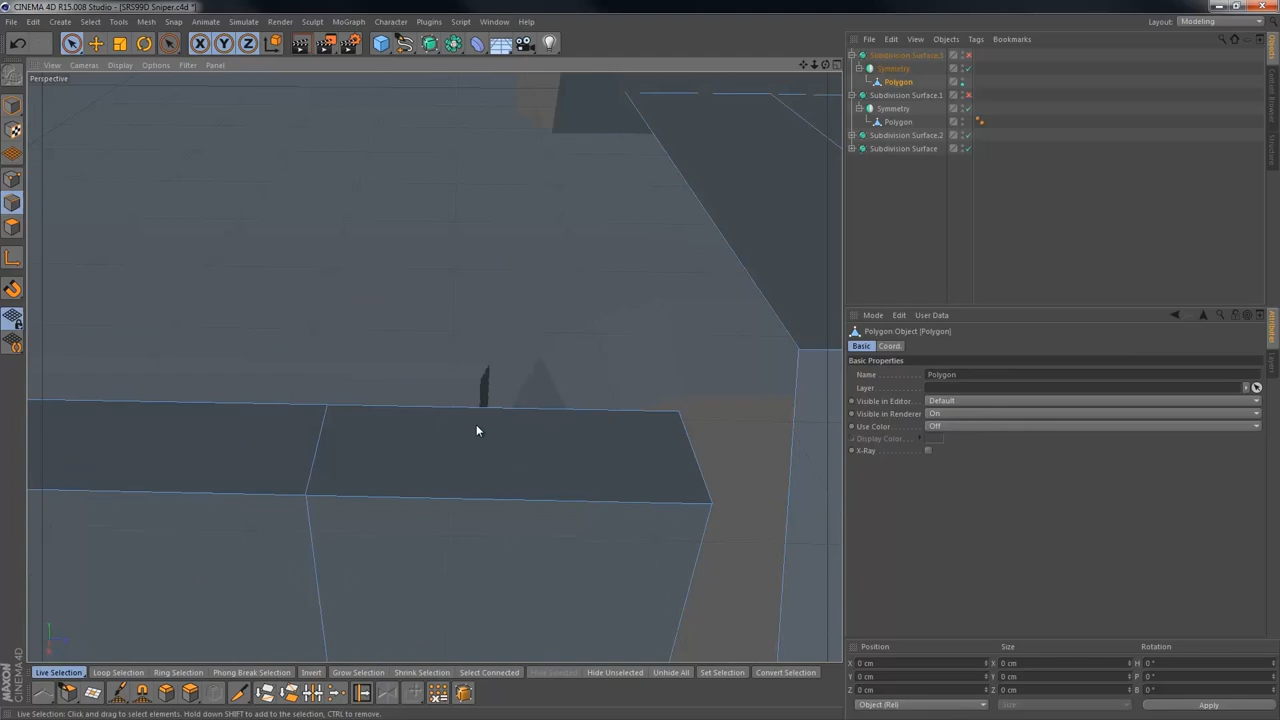 CINEMA 4D R15.008 Studio - [SRS99D Sniper.c4d *]
File Edit Create Select Tools Mesh Snap Animate Simulate Render Sculpt MoGraph Character Plugins Script Window Help
Layout: Modeling
X Y Z
View Cameras Display Options Filter Panel
Perspective
File Edit View Objects Tags Bookmarks
Symmetry
Polygon
Subdivision Surface.1
Symmetry
Polygon
Subdivision Surface.2
Subdivision Surface
Objects
Content Browser
Structure
Mode Edit User Data
Polygon Object [Polygon]
Basic Coord.
Basic Properties
Name Polygon
Layer
Visible in Editor Default
Visible in Renderer On
Use Color Off
Display Color
X-Ray
Attributes
Layers
Position Size Rotation
X 0 cm X 0 cm H 0 °
Y 0 cm Y 0 cm P 0 °
Z 0 cm Z 0 cm B 0 °
Object (Rel) Size Apply
Live Selection Loop Selection Ring Selection Phong Break Selection Invert Grow Selection Shrink Selection Select Connected Hide Selected Hide Unselected Unhide All Set Selection Convert Selection
MAXON CINEMA 4D
Live Selection: Click and drag to select elements. Hold down SHIFT to add to the selection, CTRL to remove.